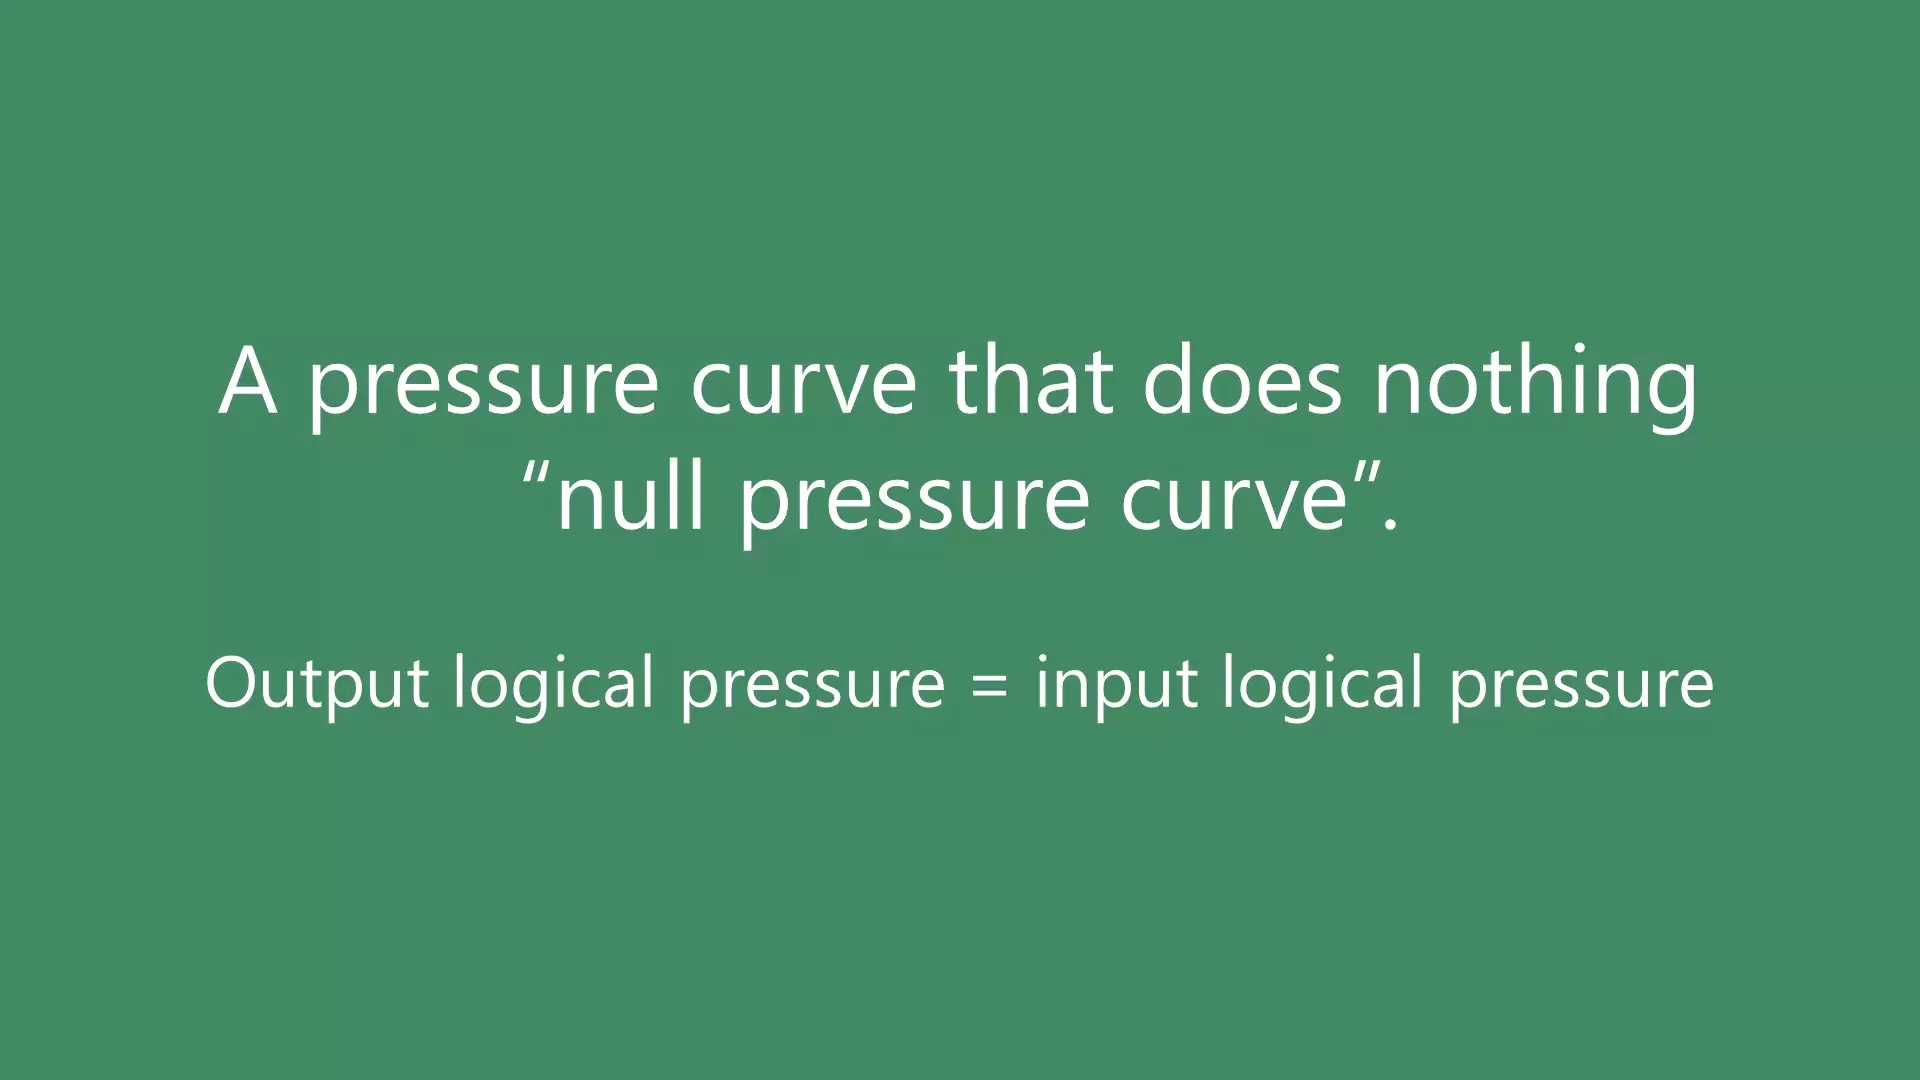 A pressure curve that does nothing
“null pressure curve”.
Output logical pressure = input logical pressure